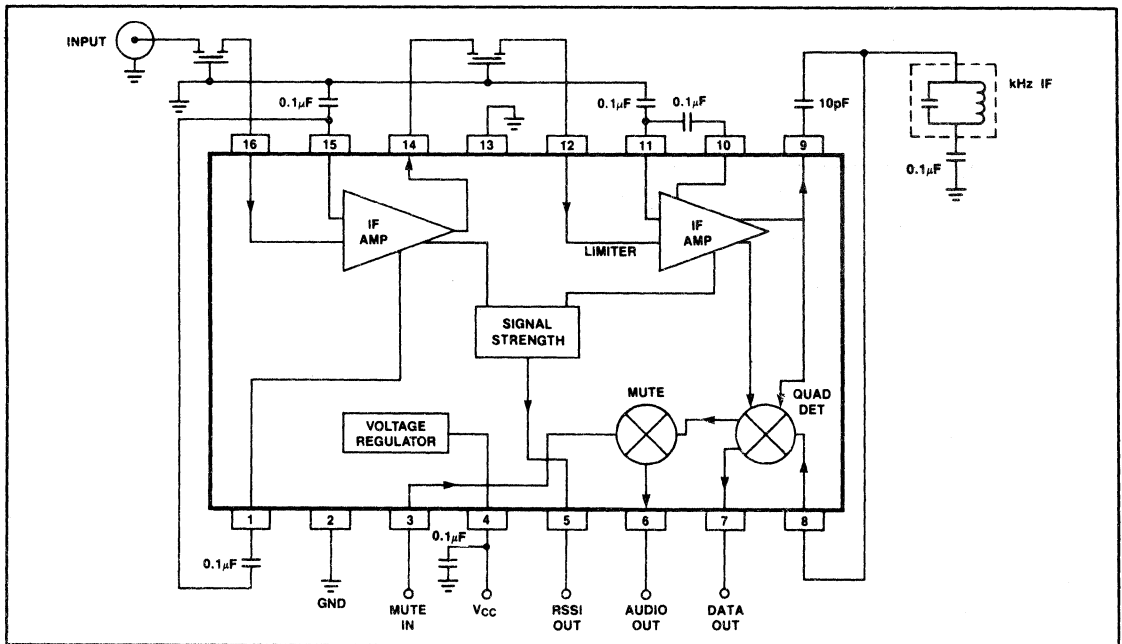 INPUT
kHz IF
0.1μF
0.1μF
0.1μF
10pF
0.1μF
16
15
14
13
12
11
10
9
IF
AMP
IF
AMP
LIMITER
SIGNAL
STRENGTH
MUTE
QUAD
DET
VOLTAGE
REGULATOR
1
2
3
4
5
6
7
8
0.1μF
0.1μF
GND
MUTE
IN
VCC
RSSI
OUT
AUDIO
OUT
DATA
OUT